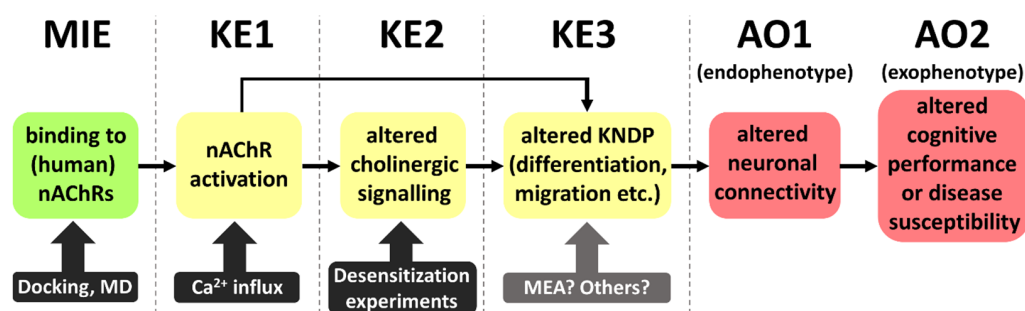 MIE
KE1
KE2
KE3
AO1
AO2
(endophenotype)
(exophenotype)
binding to
(human)
nAChRs
nAChR
activation
altered
cholinergic
signalling
altered KNDP
(differentiation,
migration etc.)
altered
neuronal
connectivity
altered
cognitive
performance
or disease
susceptibility
Docking, MD
Ca²⁺ influx
Desensitization
experiments
MEA? Others?